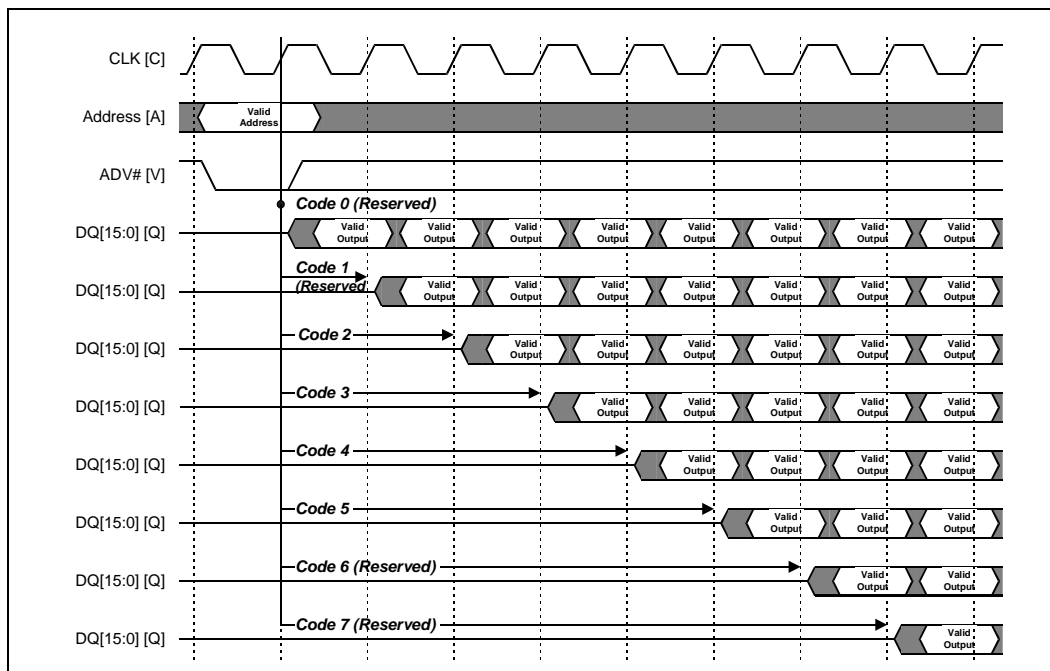 CLK [C]
Address [A]
Valid
Address
ADV# [V]
Code 0 (Reserved)
DQ[15:0] [Q]
Valid Output Valid Output Valid Output Valid Output Valid Output Valid Output Valid Output Valid Output
Code 1
(Reserved
DQ[15:0] [Q]
Valid Output Valid Output Valid Output Valid Output Valid Output Valid Output Valid Output
Code 2
DQ[15:0] [Q]
Valid Output Valid Output Valid Output Valid Output Valid Output Valid Output
Code 3
DQ[15:0] [Q]
Valid Output Valid Output Valid Output Valid Output Valid Output
Code 4
DQ[15:0] [Q]
Valid Output Valid Output Valid Output Valid Output
Code 5
DQ[15:0] [Q]
Valid Output Valid Output Valid Output
Code 6 (Reserved)
DQ[15:0] [Q]
Valid Output Valid Output
Code 7 (Reserved)
DQ[15:0] [Q]
Valid Output